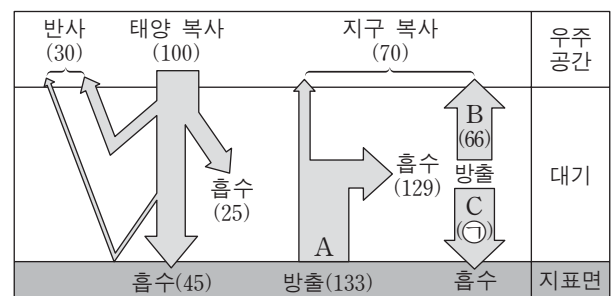 반사
(30)
태양 복사
(100)
지구 복사
(70)
우주
공간
흡수
(25)
흡수
(129)
B
(66)
방출
C
(㉠)
대기
A
흡수(45)
방출(133)
흡수
지표면